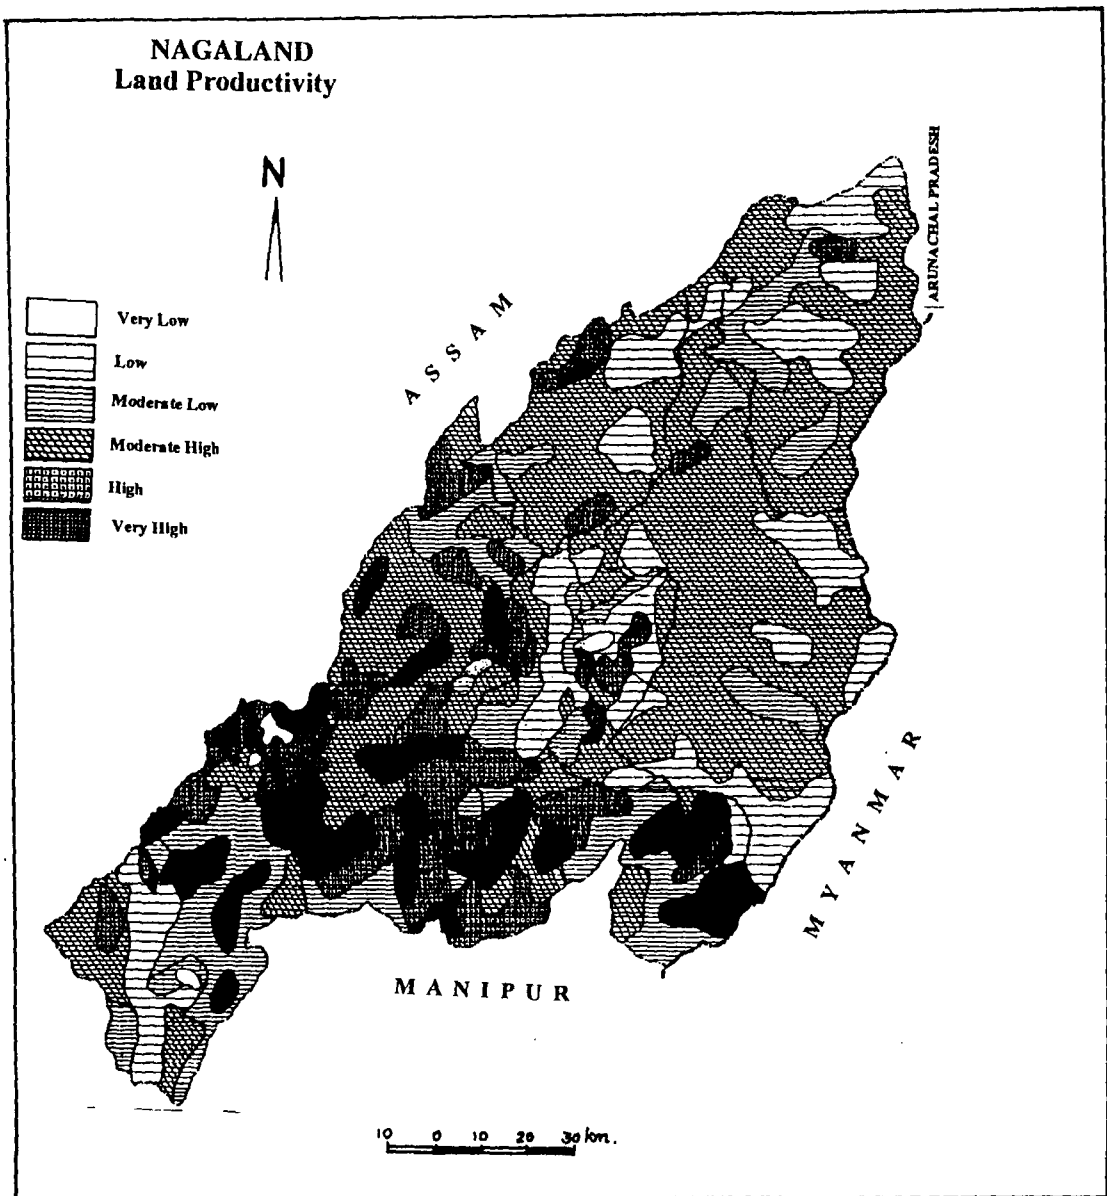 NAGALAND
Land Productivity
N
ARUNACHAL PRADESH
ASSAM
Very Low
Low
Moderate Low
Moderate High
High
Very High
MYANMAR
MANIPUR
10 0 10 20 30 km.